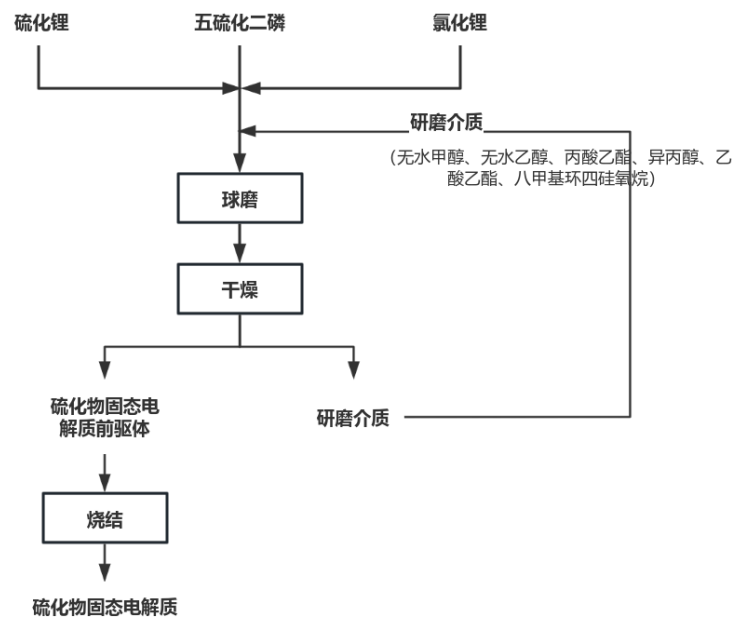 硫化锂
五硫化二磷
氯化锂
研磨介质
（无水甲醇、无水乙醇、丙酸乙酯、异丙醇、乙
酸乙酯、八甲基环四硅氧烷）
球磨
干燥
硫化物固态电
解质前驱体
研磨介质
烧结
硫化物固态电解质